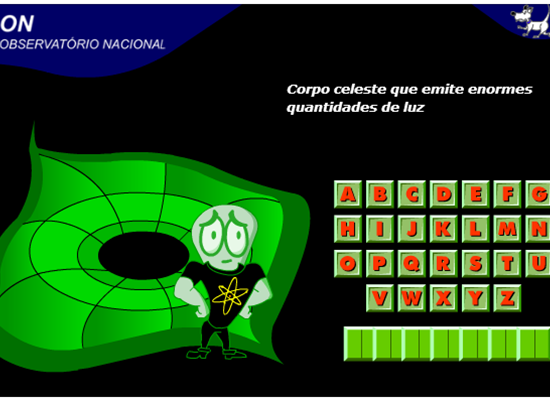 ON
OBSERVATÓRIO NACIONAL
Corpo celeste que emite enormes
quantidades de luz
A B C D E F G
H I J K L M N
O P Q R S T U
V W X Y Z